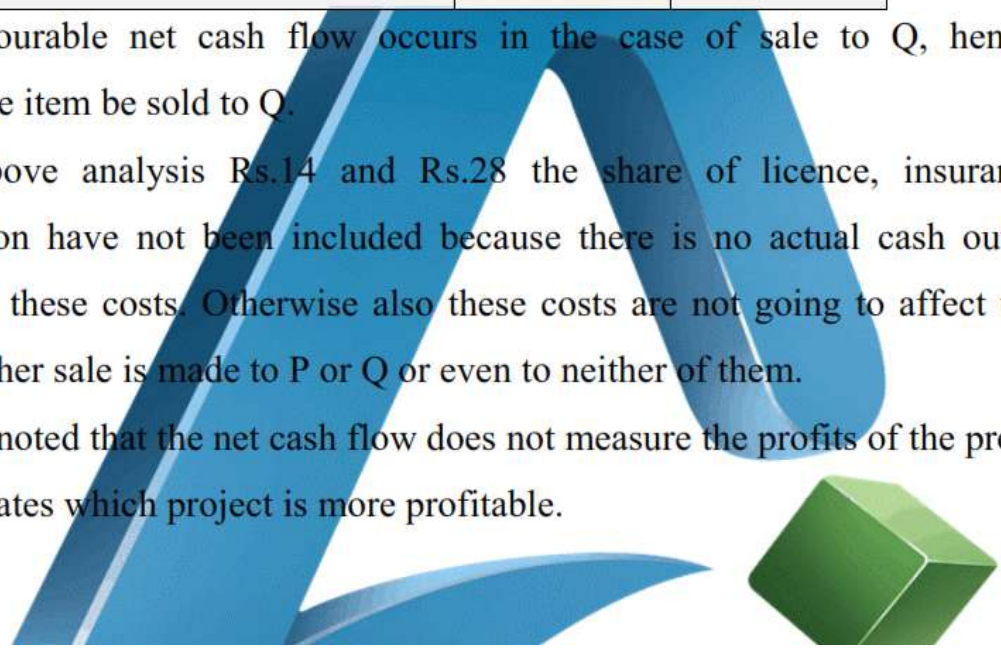 ourable net cash flow occurs in the case of sale to Q, hen
e item be sold to Q.
ove analysis Rs.14 and Rs.28 the share of licence, insuran
on have not been included because there is no actual cash ou
these costs. Otherwise also these costs are not going to affect
her sale is made to P or Q or even to neither of them.
noted that the net cash flow does not measure the profits of the pr
ates which project is more profitable.